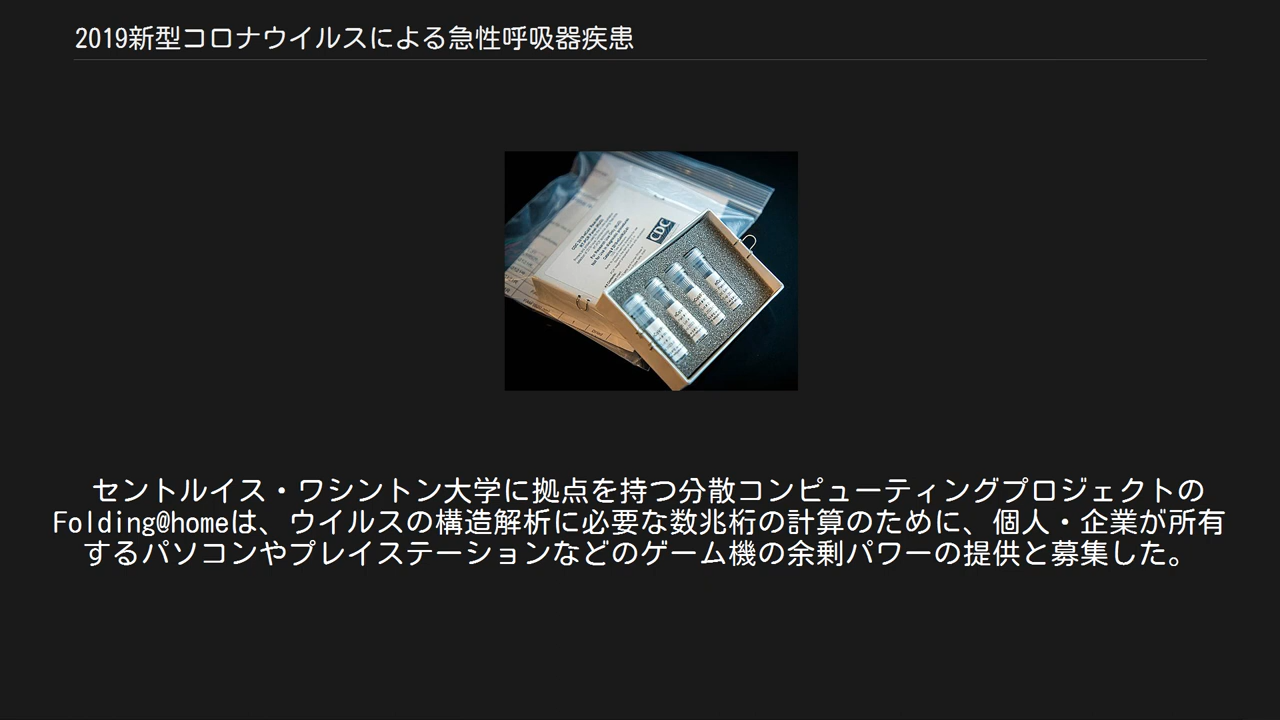 2019新型コロナウイルスによる急性呼吸器疾患
CDC
セントルイス・ワシントン大学に拠点を持つ分散コンピューティングプロジェクトの
Folding@homeは、ウイルスの構造解析に必要な数兆桁の計算のために、個人・企業が所有
するパソコンやプレイステーションなどのゲーム機の余剰パワーの提供と募集した。